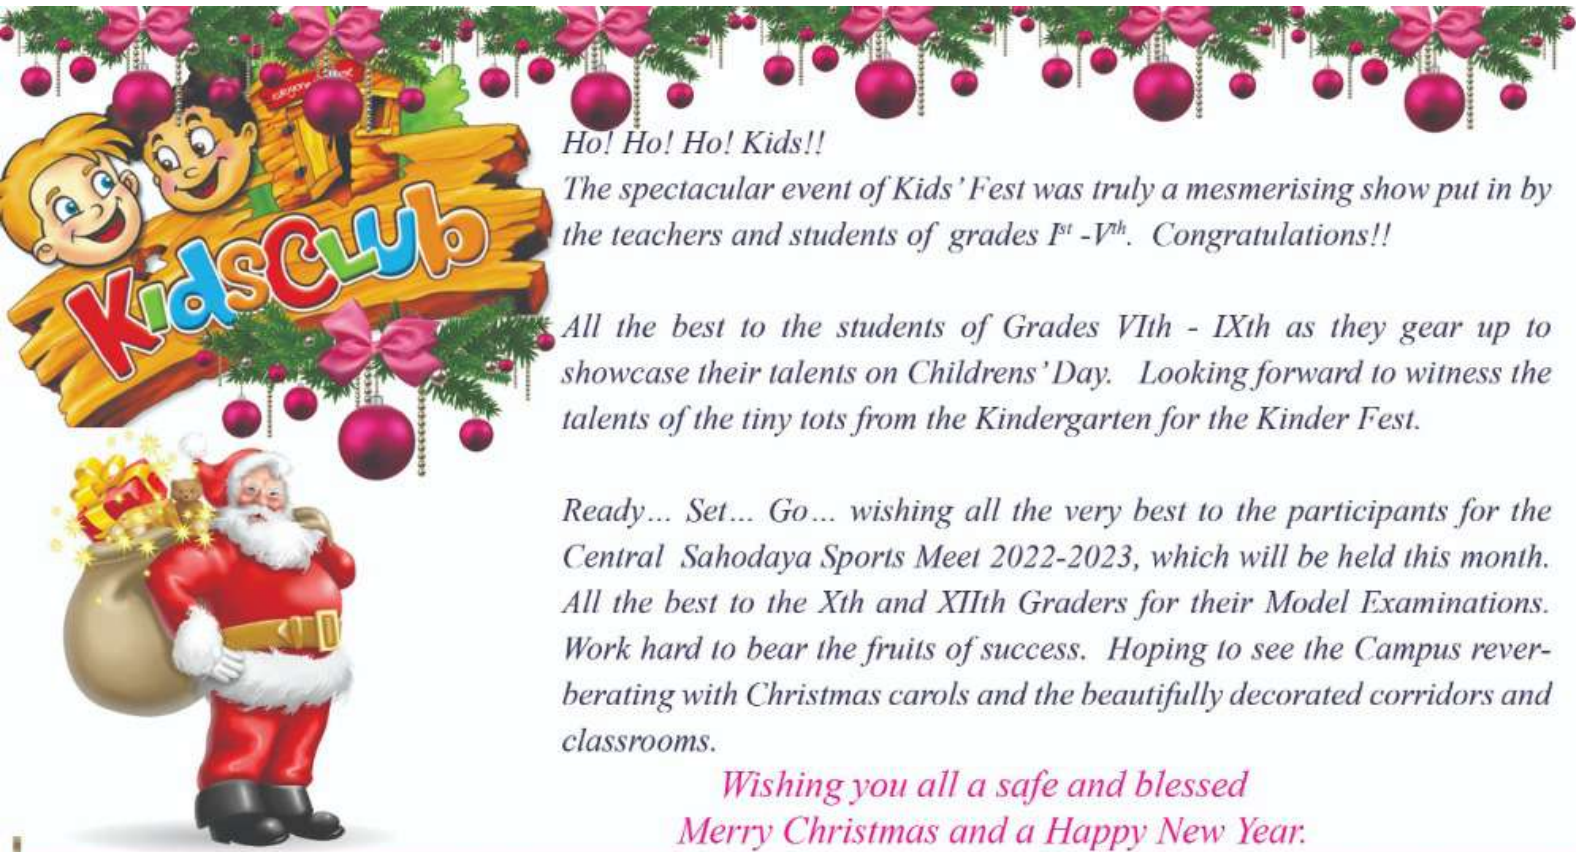 KidsClub
Ho! Ho! Ho! Kids!!
The spectacular event of Kids' Fest was truly a mesmerising show put in by
the teachers and students of grades Ist -Vth. Congratulations!!
All the best to the students of Grades VIth - IXth as they gear up to
showcase their talents on Childrens' Day. Looking forward to witness the
talents of the tiny tots from the Kindergarten for the Kinder Fest.
Ready... Set... Go... wishing all the very best to the participants for the
Central Sahodaya Sports Meet 2022-2023, which will be held this month.
All the best to the Xth and XIIth Graders for their Model Examinations.
Work hard to bear the fruits of success. Hoping to see the Campus rever-
berating with Christmas carols and the beautifully decorated corridors and
classrooms.
Wishing you all a safe and blessed
Merry Christmas and a Happy New Year.